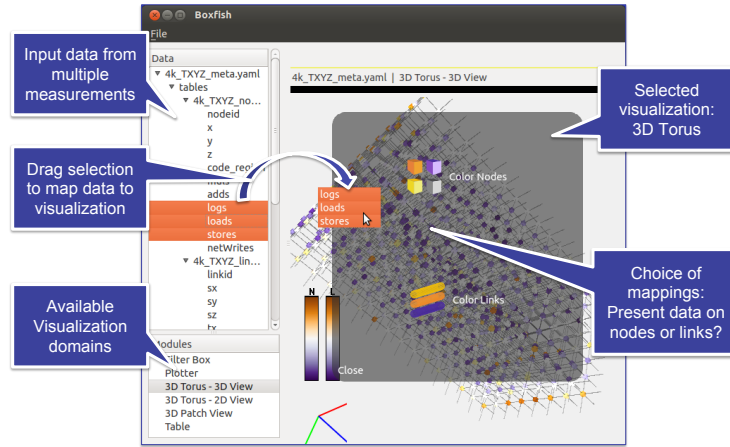 Boxfish
File
Data
4k_TXYZ_meta.yaml
tables
4k_TXYZ_no...
nodeid
x
y
z
adds
logs
loads
stores
netWrites
4k_TXYZ_lin...
linkid
sx
sy
sz
tx
Modules
Filter Box
Plotter
3D Torus - 3D View
3D Torus - 2D View
3D Patch View
Table
4k_TXYZ_meta.yaml | 3D Torus - 3D View
Color Nodes
logs
loads
stores
Color Links
N L
Close
Input data from
multiple
measurements
Drag selection
to map data to
visualization
Available
Visualization
domains
Selected
visualization:
3D Torus
Choice of
mappings:
Present data on
nodes or links?